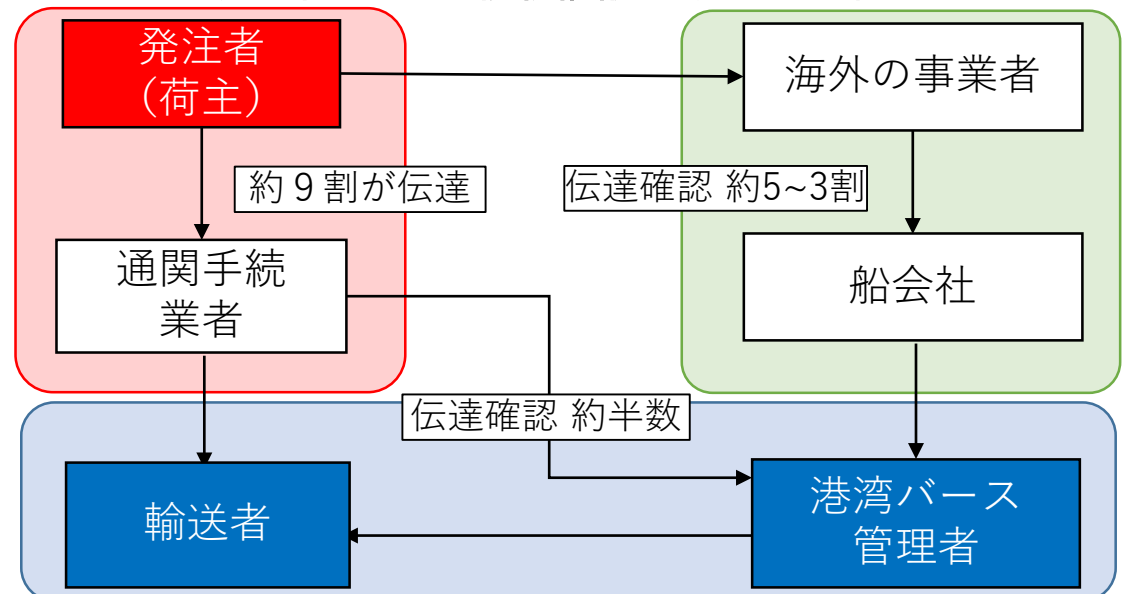 発注者
（荷主）
海外の事業者
約９割が伝達
伝達確認 約5~3割
通関手続
業者
船会社
伝達確認 約半数
輸送者
港湾バース
管理者